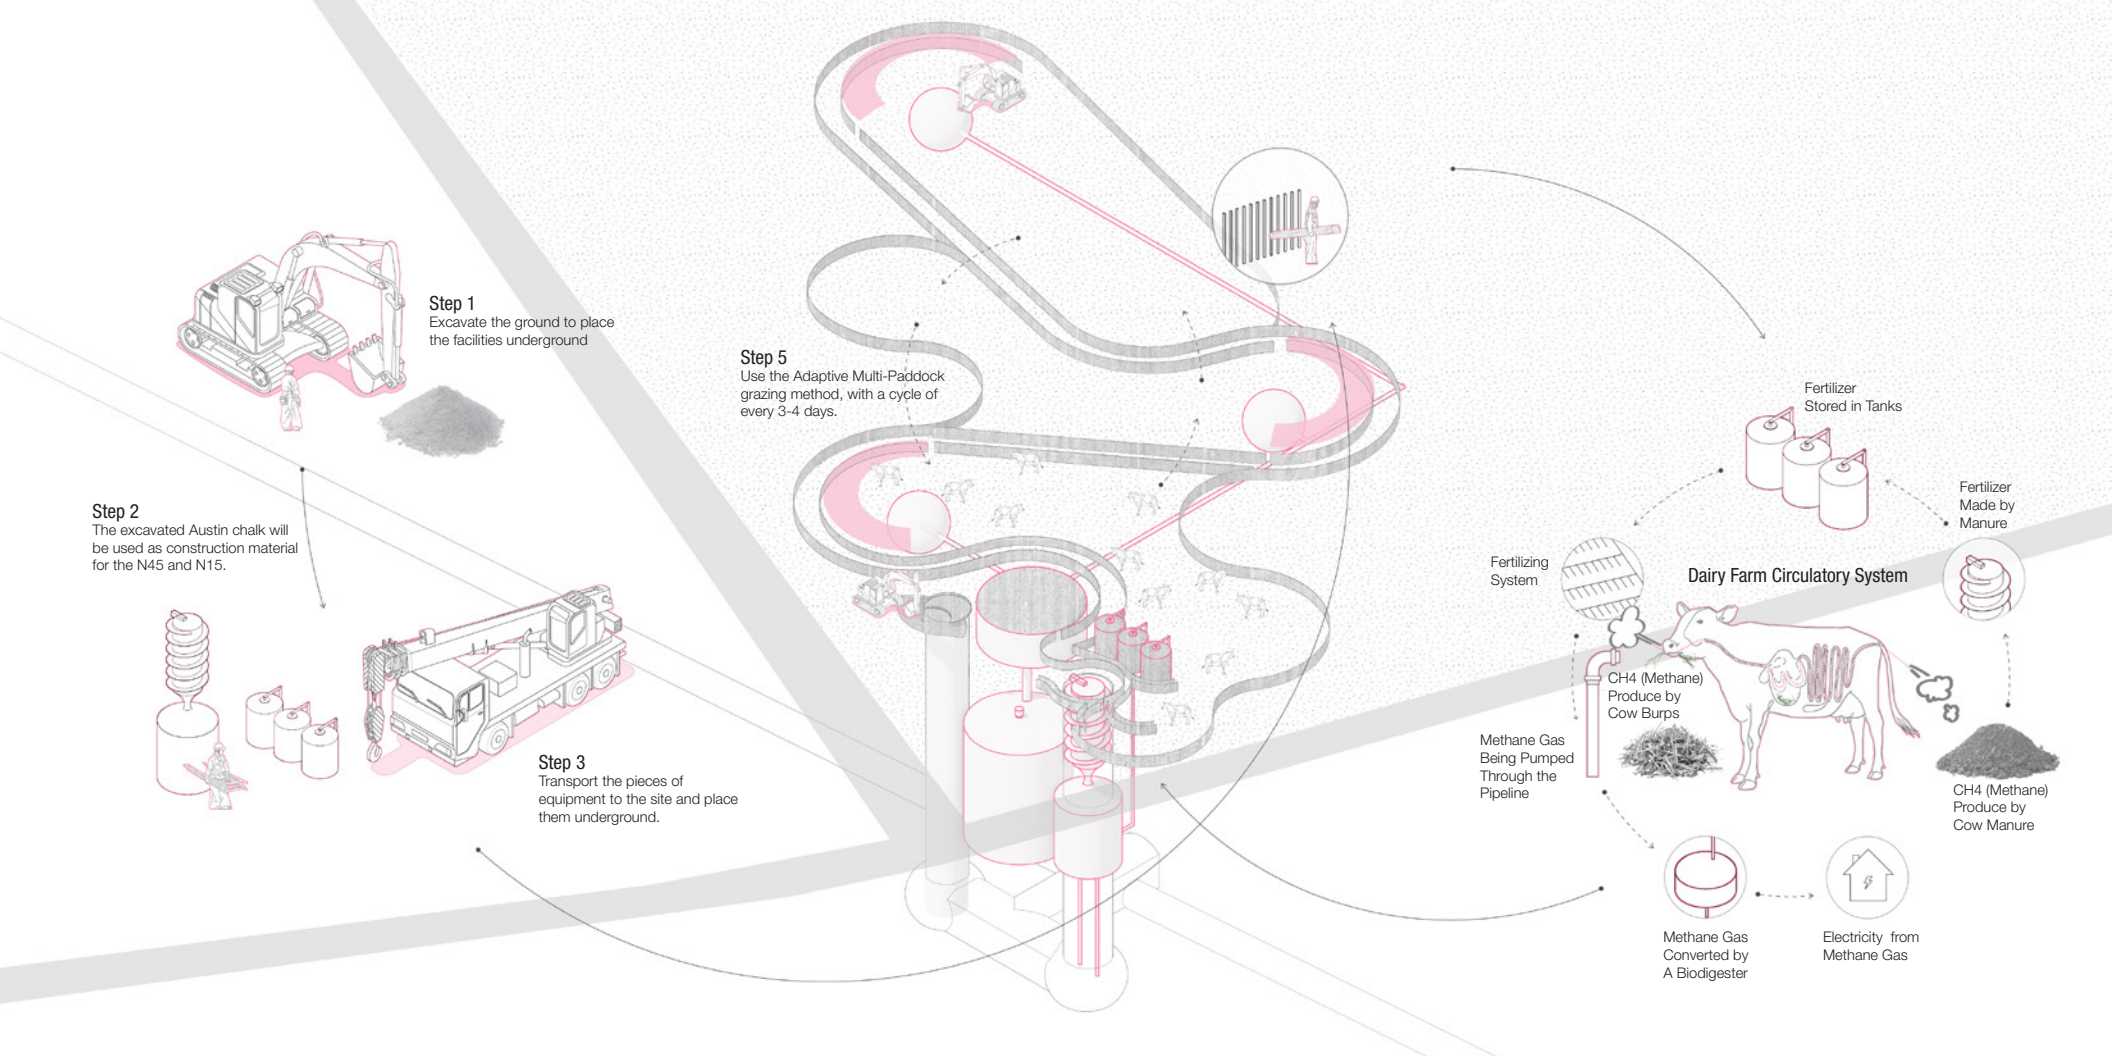 Step 1
Excavate the ground to place
the facilities underground
Step 2
The excavated Austin chalk will
be used as construction material
for the N45 and N15.
Step 3
Transport the pieces of
equipment to the site and place
them underground.
Step 5
Use the Adaptive Multi-Paddock
grazing method, with a cycle of
every 3-4 days.
Fertilizer
Stored in Tanks
Fertilizer
Made by
Manure
Fertilizing
System
Dairy Farm Circulatory System
CH4 (Methane)
Produce by
Cow Burps
Methane Gas
Being Pumped
Through the
Pipeline
CH4 (Methane)
Produce by
Cow Manure
Methane Gas
Converted by
A Biodigester
Electricity from
Methane Gas